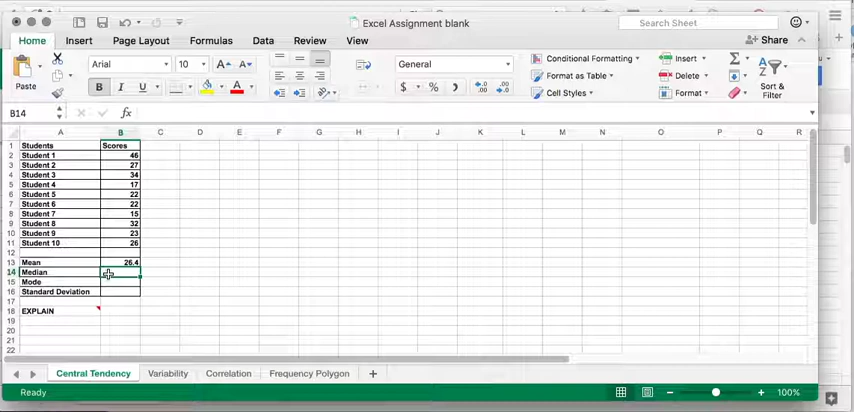 Excel Assignment blank
Search Sheet
Home Insert Page Layout Formulas Data Review View Share
Paste Arial 10 A A General Conditional Formatting Insert
B I U A $ % Format as Table Delete
Cell Styles Format Sort & Filter
B14 fx
A B C D E F G H I J K L M N O P Q R
1 Students Scores
2 Student 1 46
3 Student 2 27
4 Student 3 34
5 Student 4 17
6 Student 5 22
7 Student 6 22
8 Student 7 15
9 Student 8 32
10 Student 9 23
11 Student 10 26
12
13 Mean 26.4
14 Median
15 Mode
16 Standard Deviation
17
18 EXPLAIN
19
20
21
22
Central Tendency Variability Correlation Frequency Polygon +
Ready 100%